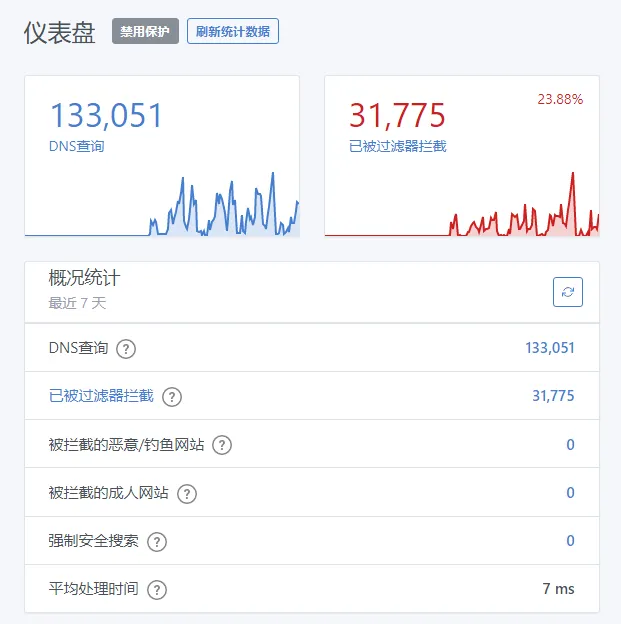 仪表盘 禁用保护 刷新统计数据
133,051
DNS查询
31,775
23.88%
已被过滤器拦截
概况统计
最近 7 天
DNS查询 ? 133,051
已被过滤器拦截 ? 31,775
被拦截的恶意/钓鱼网站 ? 0
被拦截的成人网站 ? 0
强制安全搜索 ? 0
平均处理时间 ? 7 ms